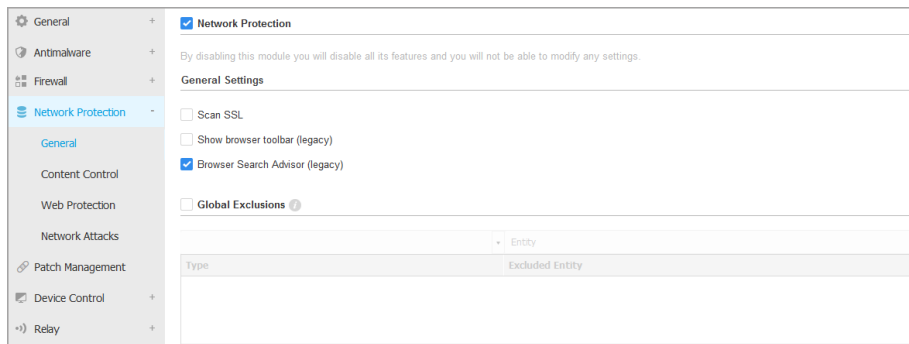 General +
Antimalware +
Firewall +
Network Protection -
General
Content Control
Web Protection
Network Attacks
Patch Management
Device Control +
Relay +
Network Protection
By disabling this module you will disable all its features and you will not be able to modify any settings.
General Settings
Scan SSL
Show browser toolbar (legacy)
Browser Search Advisor (legacy)
Global Exclusions i
Entity
Type Excluded Entity